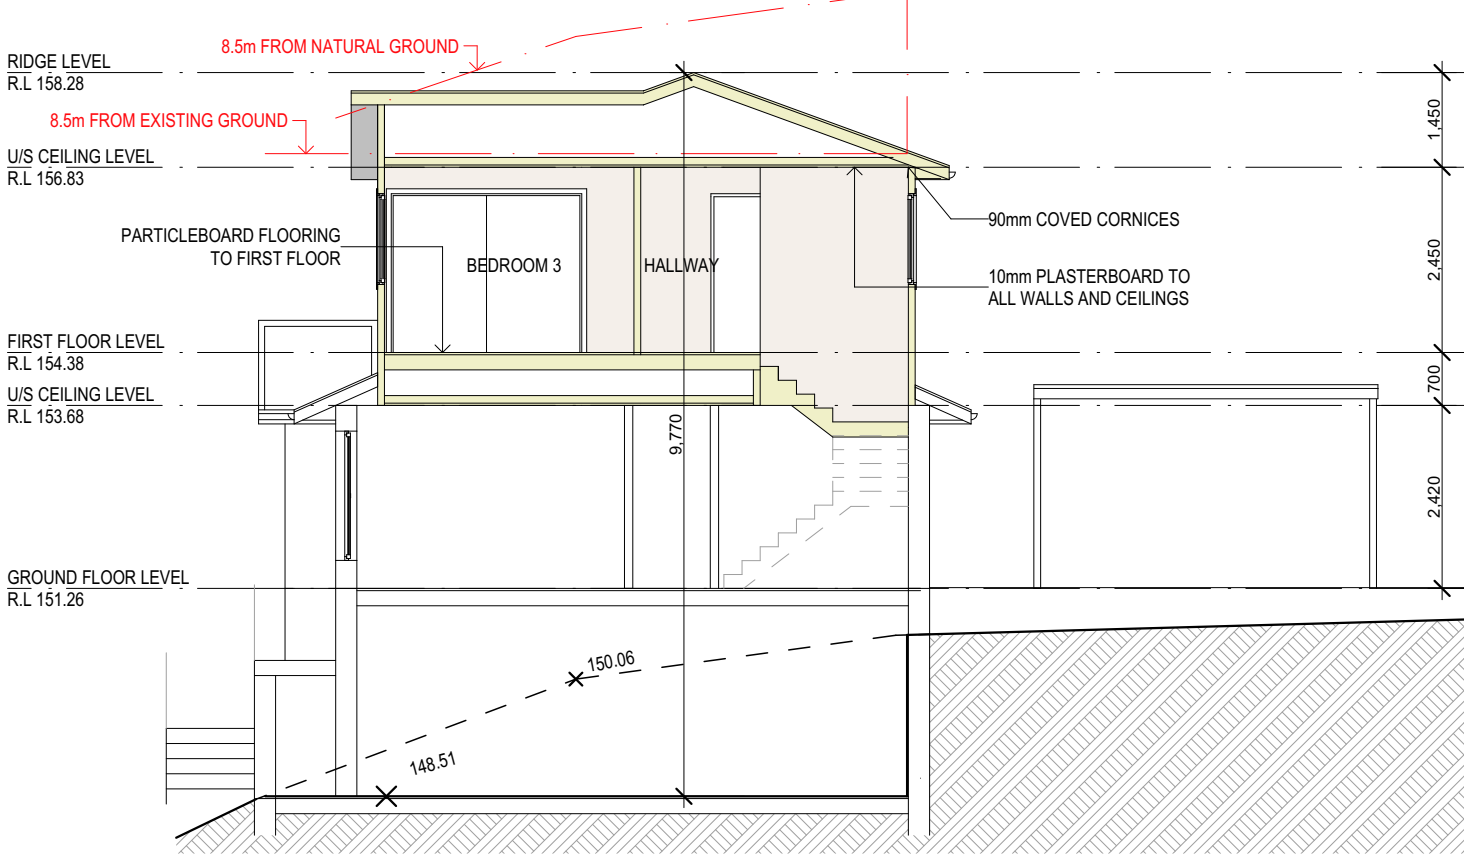 8.5m FROM NATURAL GROUND
RIDGE LEVEL
R.L 158.28
8.5m FROM EXISTING GROUND
1,450
U/S CEILING LEVEL
R.L 156.83
90mm COVED CORNICES
PARTICLEBOARD FLOORING
TO FIRST FLOOR
BEDROOM 3
HALLWAY
10mm PLASTERBOARD TO
ALL WALLS AND CEILINGS
2,450
FIRST FLOOR LEVEL
R.L 154.38
700
U/S CEILING LEVEL
R.L 153.68
9,770
2,420
GROUND FLOOR LEVEL
R.L 151.26
150.06
148.51